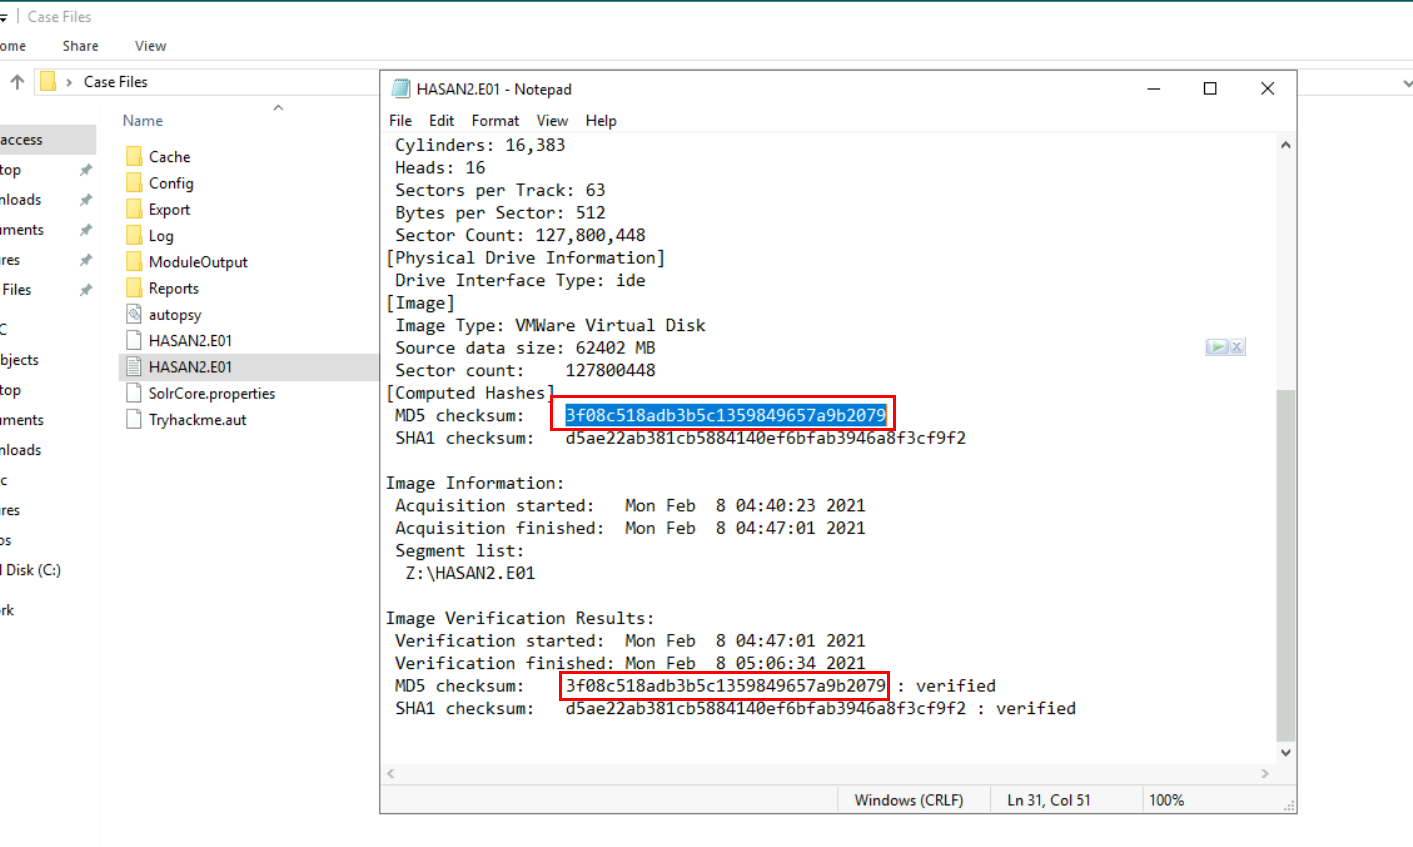 Case Files
ome Share View
Case Files
Name
access
top
nloads
uments
res
Files
C
bjects
top
uments
nloads
c
res
os
l Disk (C:)
rk
Cache
Config
Export
Log
ModuleOutput
Reports
autopsy
HASAN2.E01
HASAN2.E01
SolrCore.properties
Tryhackme.aut
HASAN2.E01 - Notepad
File Edit Format View Help
Cylinders: 16,383
Heads: 16
Sectors per Track: 63
Bytes per Sector: 512
Sector Count: 127,800,448
[Physical Drive Information]
Drive Interface Type: ide
[Image]
Image Type: VMWare Virtual Disk
Source data size: 62402 MB
Sector count: 127800448
[Computed Hashes]
MD5 checksum: 3f08c518adb3b5c1359849657a9b2079
SHA1 checksum: d5ae22ab381cb5884140ef6bfab3946a8f3cf9f2
Image Information:
Acquisition started: Mon Feb 8 04:40:23 2021
Acquisition finished: Mon Feb 8 04:47:01 2021
Segment list:
Z:\HASAN2.E01
Image Verification Results:
Verification started: Mon Feb 8 04:47:01 2021
Verification finished: Mon Feb 8 05:06:34 2021
MD5 checksum: 3f08c518adb3b5c1359849657a9b2079 : verified
SHA1 checksum: d5ae22ab381cb5884140ef6bfab3946a8f3cf9f2 : verified
Windows (CRLF) Ln 31, Col 51 100%